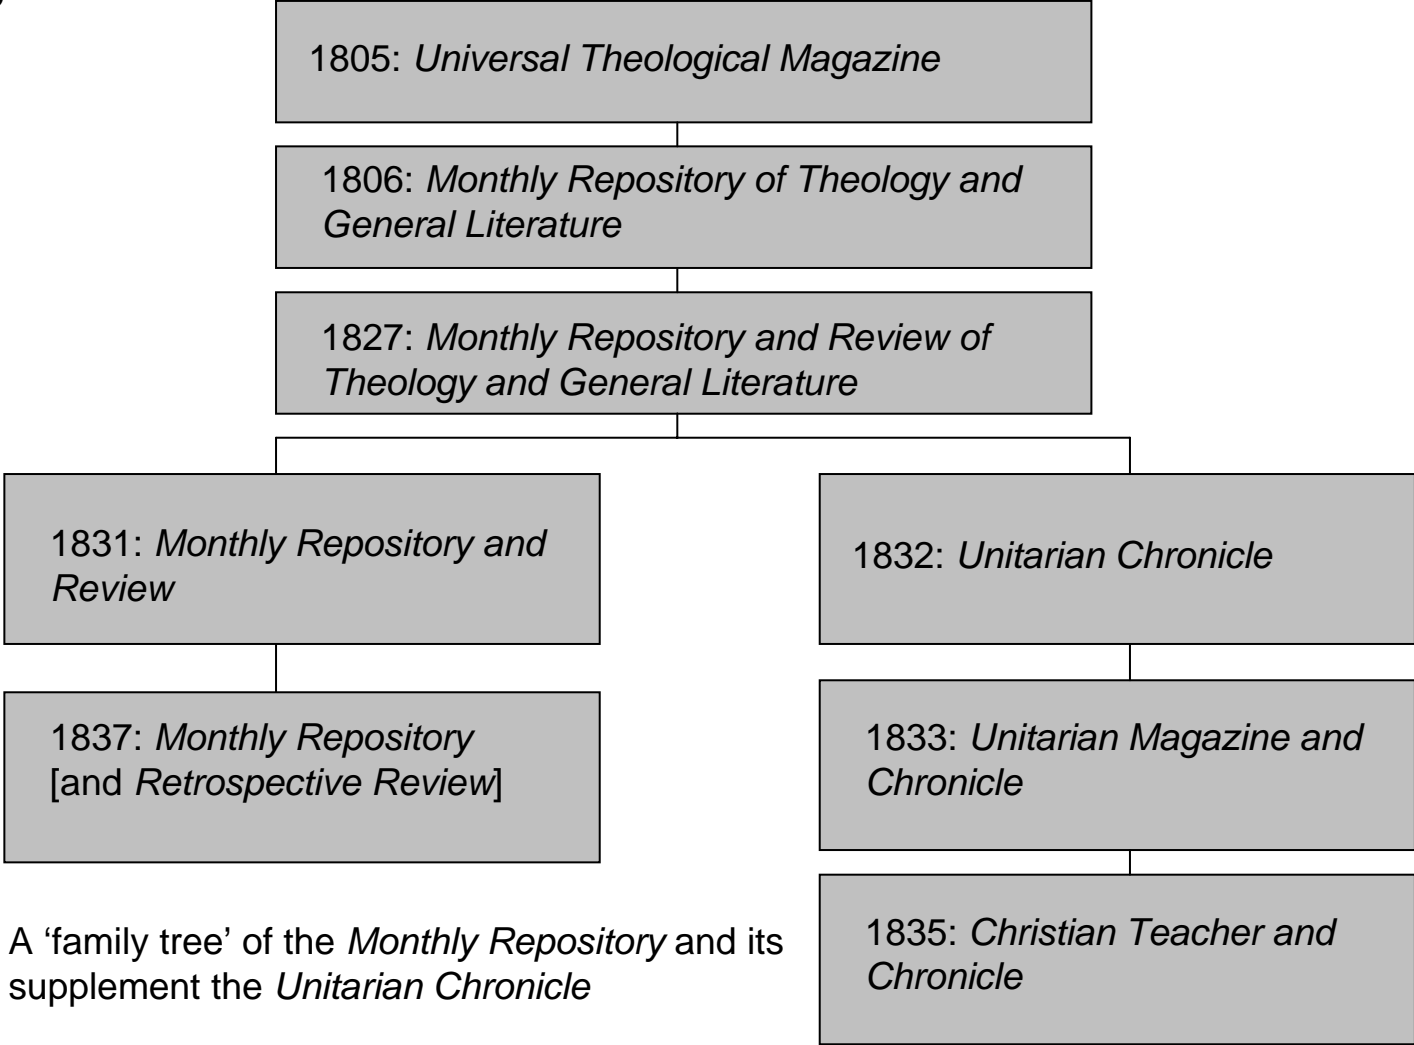 1805: Universal Theological Magazine
1806: Monthly Repository of Theology and
General Literature
1827: Monthly Repository and Review of
Theology and General Literature
1831: Monthly Repository and
Review
1832: Unitarian Chronicle
1837: Monthly Repository
[and Retrospective Review]
1833: Unitarian Magazine and
Chronicle
1835: Christian Teacher and
Chronicle
A ‘family tree’ of the Monthly Repository and its
supplement the Unitarian Chronicle